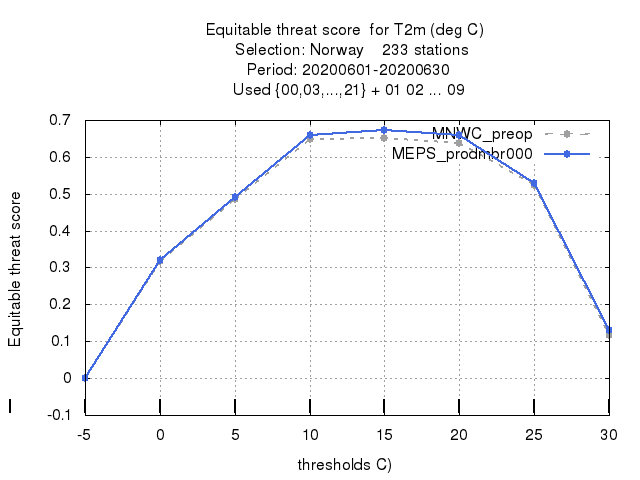 Equitable threat score for T2m (deg C)
Selection: Norway 233 stations
Period: 20200601-20200630
Used {00,03,...,21} + 01 02 ... 09
MNWC_preop
MEPS_prodmbr000
0.7
0.6
0.5
0.4
0.3
0.2
0.1
0
-0.1
Equitable threat score
-5 0 5 10 15 20 25 30
thresholds C)